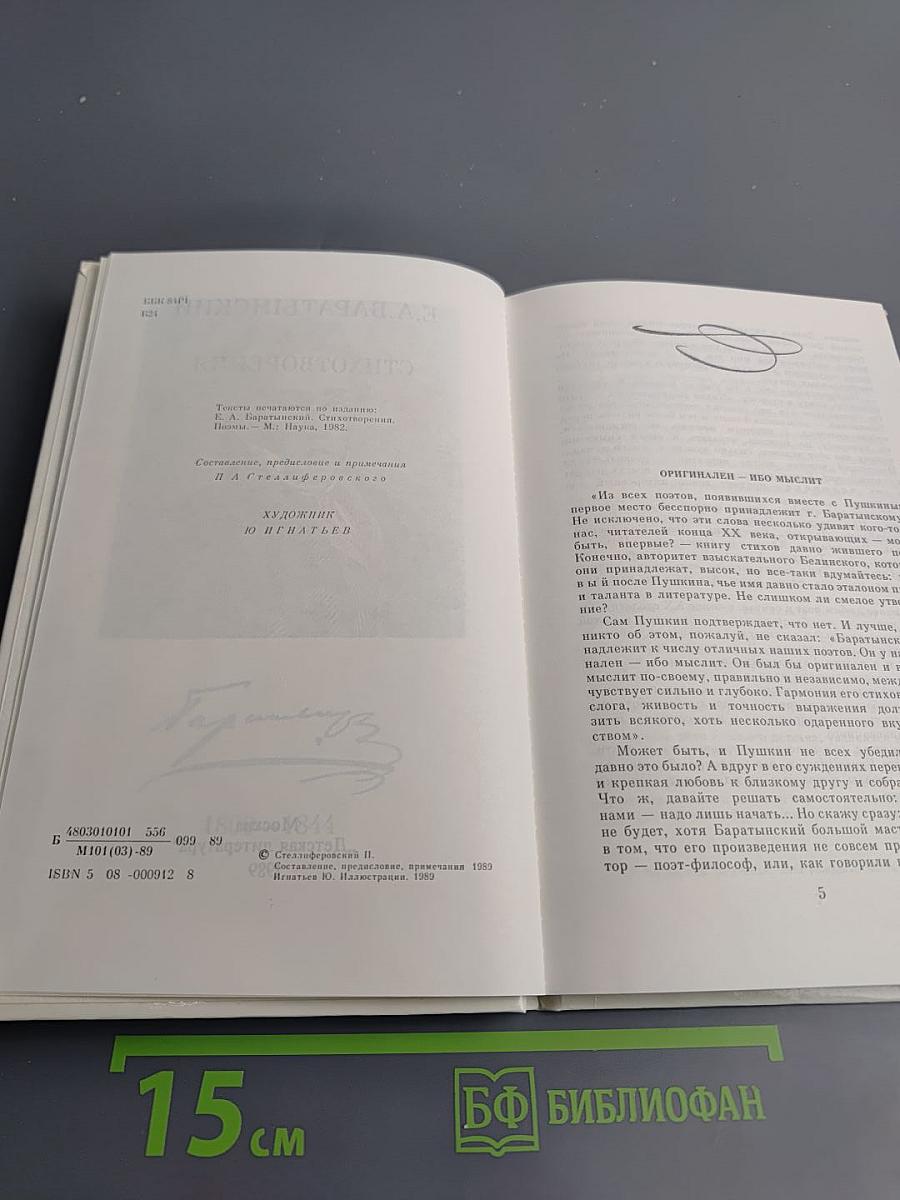 ББК 84Р1
Б24
Тексты печатаются по изданию:
Е. А. Баратынский. Стихотворения.
Поэмы.— М.: Наука, 1982.
Составление, предисловие и примечания
П А Стеллиферовского
ХУДОЖНИК
Ю ИГНАТЬЕВ
Б 4803010101 556 099 89
М101(03)-89
ISBN 5 08 -000912 8
© Стеллиферовский П.
Составление, предисловие, примечания 1989
Игнатьев Ю. Иллюстрации. 1989
ОРИГИНАЛЕН — ИБО МЫСЛИТ
«Из всех поэтов, появившихся вместе с Пушкины
первое место бесспорно принадлежит г. Баратынскому
Не исключено, что эти слова несколько удивят кого-то
нас, читателей конца XX века, открывающих — мо
быть, впервые? — книгу стихов давно жившего по
Конечно, авторитет взыскательного Белинского, кото
они принадлежат, высок, но все-таки вдумайтесь:
в ы й после Пушкина, чье имя давно стало эталоном п
и таланта в литературе. Не слишком ли смелое утве
ние?
Сам Пушкин подтверждает, что нет. И лучше,
никто об этом, пожалуй, не сказал: «Баратынск
надлежит к числу отличных наших поэтов. Он у на
нален — ибо мыслит. Он был бы оригинален и в
мыслит по-своему, правильно и независимо, меж
чувствует сильно и глубоко. Гармония его стихов
слога, живость и точность выражения дол
зить всякого, хоть несколько одаренного вку
ством».
Может быть, и Пушкин не всех убедил
давно это было? А вдруг в его суждениях пере
и крепкая любовь к близкому другу и собра
Что ж, давайте решать самостоятельно:
нами — надо лишь начать... Но скажу сразу:
не будет, хотя Баратынский большой маст
в том, что его произведения не совсем пр
тор — поэт-философ, или, как говорили в
5
15 см
БФ БИБЛИОФАН